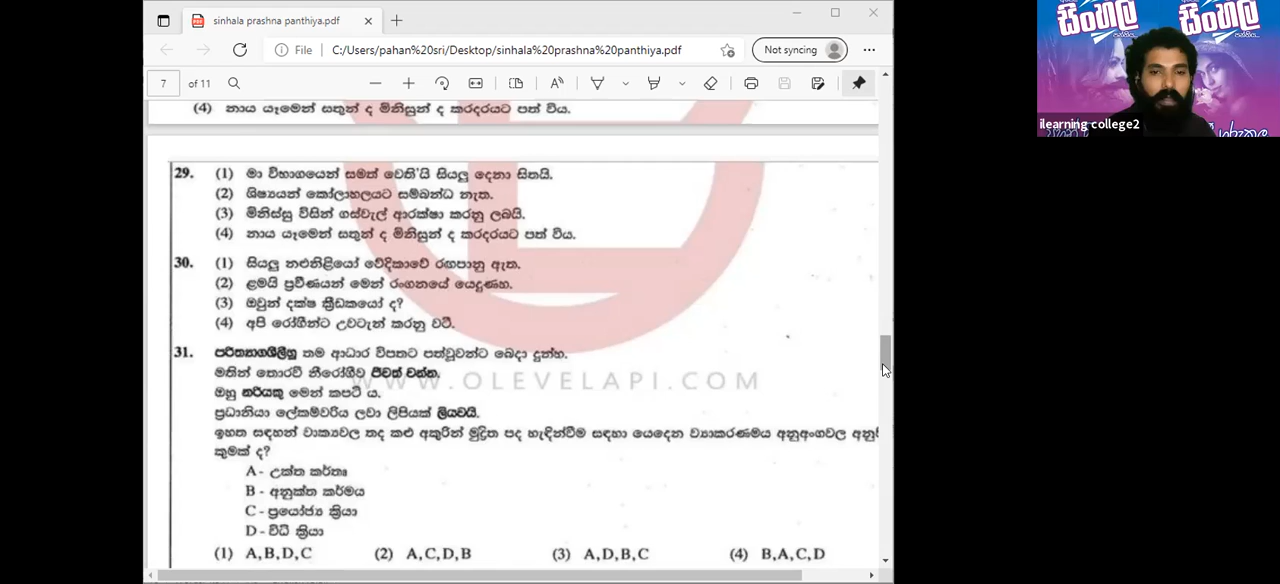 sinhala prashna panthiya.pdf
File C:/Users/pahan%20sri/Desktop/sinhala%20prashna%20panthiya.pdf Not syncing
7 of 11
(4) නාය යෑමෙන් සතුන් ද මිනිසුන් ද කරදරයට පත් විය.
29. (1) මා විභාගයෙන් සමත් වෙති'යි සියලු දෙනා සිතයි.
(2) ශිෂ්‍යයන් කෝලාහලයට සම්බන්ධ නැත.
(3) මිනිස්සු විසින් ගස්වැල් ආරක්ෂා කරනු ලබයි.
(4) නාය යෑමෙන් සතුන් ද මිනිසුන් ද කරදරයට පත් විය.
30. (1) සියලු නළුනිළියෝ වේදිකාවේ රඟපානු ඇත.
(2) ළමයි ප්‍රවීණයන් මෙන් රංගනයේ යෙදුණහ.
(3) ඔවුන් දක්ෂ ක්‍රීඩකයෝ ද?
(4) අපි රෝගීන්ට උවටැන් කරනු වටී.
31. පරිත්‍යාගශීලීහු තම ආධාර විපතට පත්වූවන්ට බෙදා දුන්හ.
මතින් තොරව නීරෝගීව ජීවත් වන්න.
ඔහු නරියකු මෙන් කපටි ය.
ප්‍රධානියා ලේකම්වරිය ලවා ලිපියක් ලියවයි.
ඉහත සඳහන් වාක්‍යවල තද කළු අකුරින් මුද්‍රිත පද හැඳින්වීම සඳහා යෙදෙන ව්‍යාකරණමය අනුඅංගවල
කුමක් ද?
A - උක්ත කර්තෘ
B - අනුක්ත කර්මය
C - ප්‍රයෝජ්‍ය ක්‍රියා
D - විධි ක්‍රියා
(1) A,B,D,C (2) A,C,D,B (3) A,D,B,C (4) B,A,C,D
WWW.OLEVELAPI.COM
සිංහල සිංහල
ilearning college2